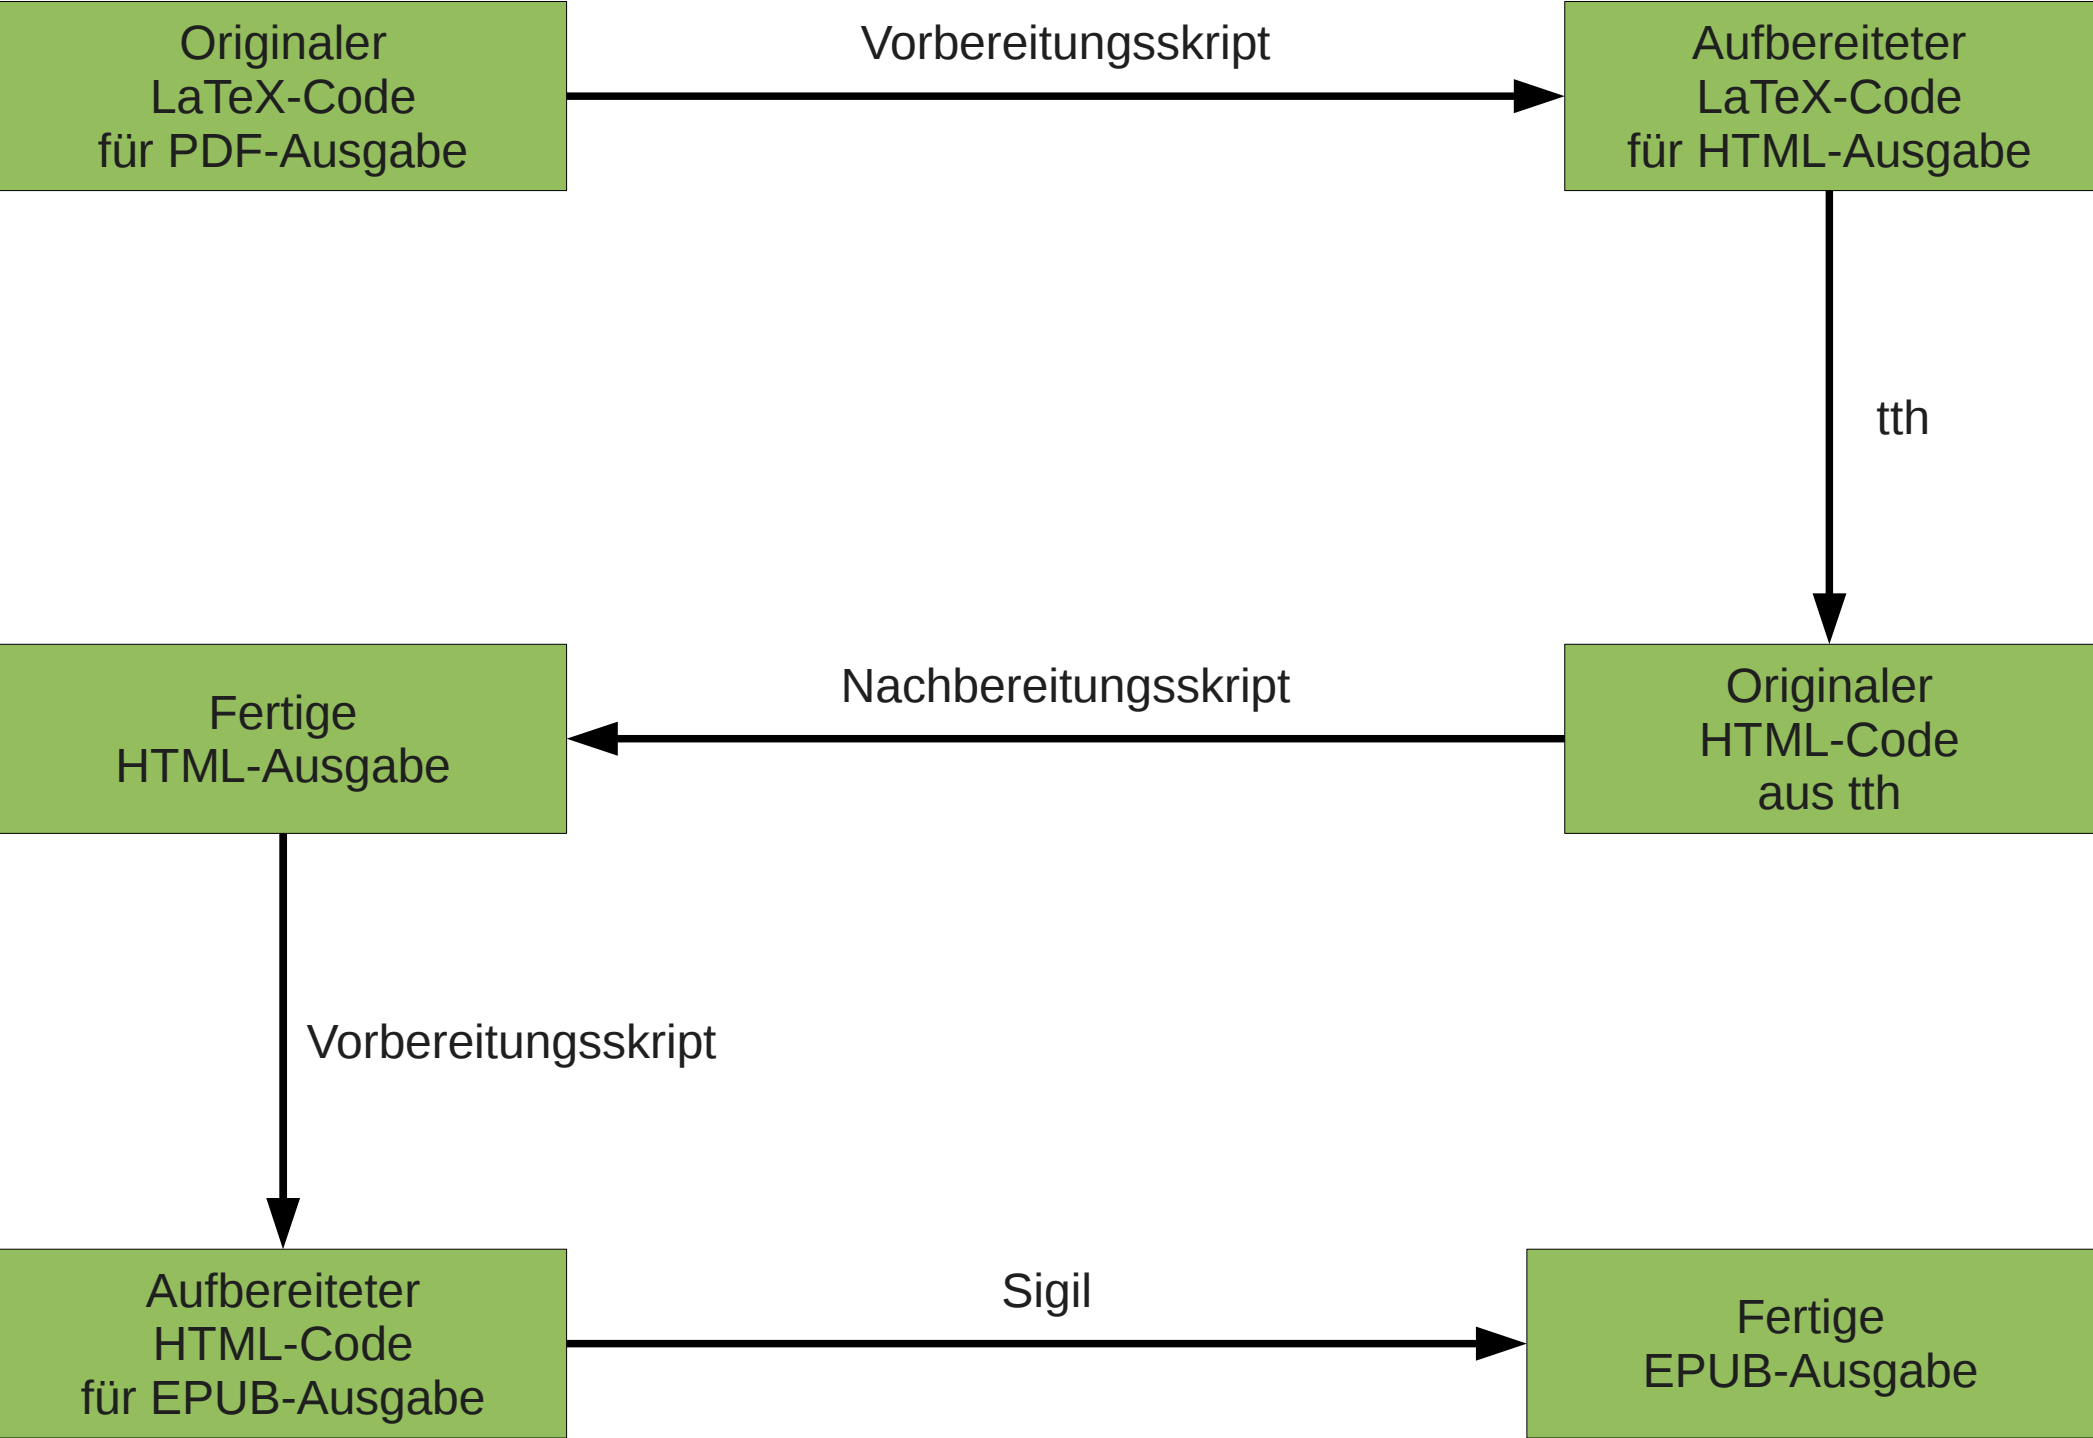 Originaler
LaTeX-Code
für PDF-Ausgabe
Vorbereitungsskript
Aufbereiteter
LaTeX-Code
für HTML-Ausgabe
tth
Originaler
HTML-Code
aus tth
Nachbereitungsskript
Fertige
HTML-Ausgabe
Vorbereitungsskript
Aufbereiteter
HTML-Code
für EPUB-Ausgabe
Sigil
Fertige
EPUB-Ausgabe